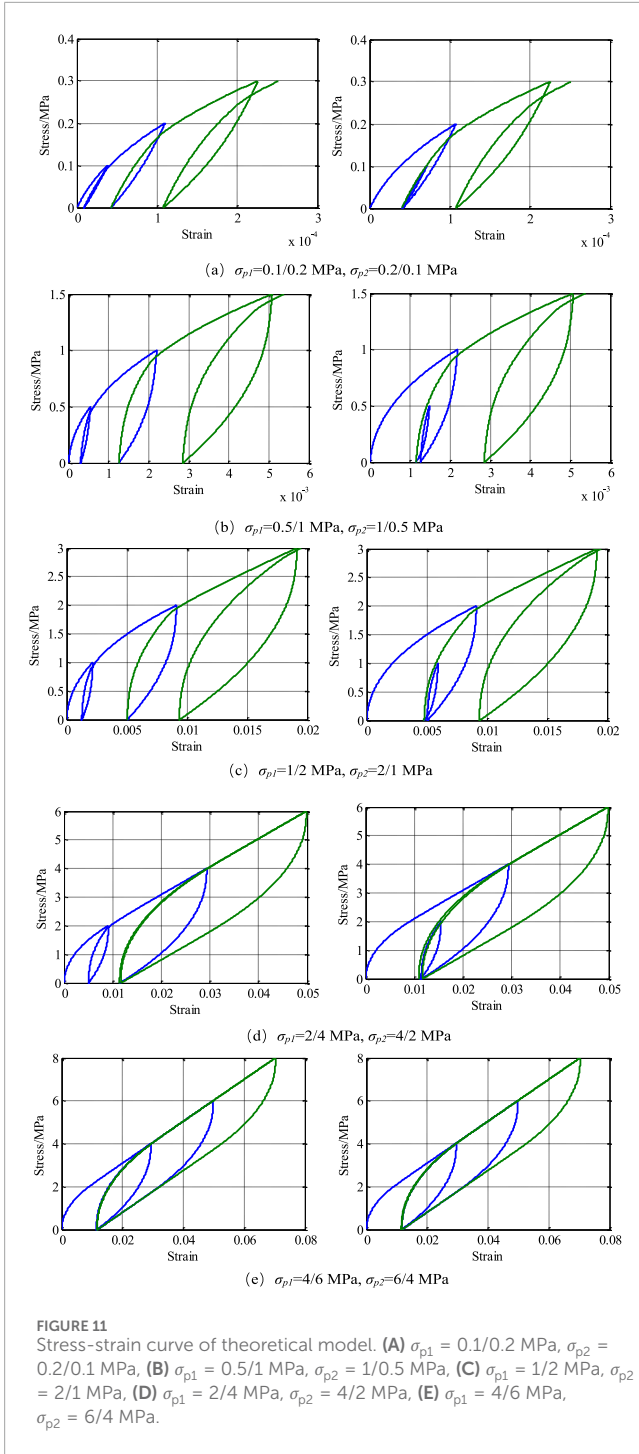 0.4 0.4
Stress/MPa 0.3 Stress/MPa 0.3
0.2 0.2
0.1 0.1
0 0
0 1 2 3 0 1 2 3
Strain Strain
x 10⁻⁴ x 10⁻⁴
(a) σp1=0.1/0.2 MPa, σp2=0.2/0.1 MPa
1.5 1.5
Stress/MPa 1 Stress/MPa 1
0.5 0.5
0 0
0 1 2 3 4 5 6 0 1 2 3 4 5 6
Strain Strain
x 10⁻³ x 10⁻³
(b) σp1=0.5/1 MPa, σp2=1/0.5 MPa
3 3
2.5 2.5
Stress/MPa 2 Stress/MPa 2
1.5 1.5
1 1
0.5 0.5
0 0
0 0.005 0.01 0.015 0.02 0 0.005 0.01 0.015 0.02
Strain Strain
(c) σp1=1/2 MPa, σp2=2/1 MPa
6 6
5 5
Stress/MPa 4 Stress/MPa 4
3 3
2 2
1 1
0 0
0 0.01 0.02 0.03 0.04 0.05 0 0.01 0.02 0.03 0.04 0.05
Strain Strain
(d) σp1=2/4 MPa, σp2=4/2 MPa
8 8
Stress/MPa 6 Stress/MPa 6
4 4
2 2
0 0
0 0.02 0.04 0.06 0.08 0 0.02 0.04 0.06 0.08
Strain Strain
(e) σp1=4/6 MPa, σp2=6/4 MPa
FIGURE 11
Stress-strain curve of theoretical model. (A) σp1 = 0.1/0.2 MPa, σp2 =
0.2/0.1 MPa, (B) σp1 = 0.5/1 MPa, σp2 = 1/0.5 MPa, (C) σp1 = 1/2 MPa, σp2
= 2/1 MPa, (D) σp1 = 2/4 MPa, σp2 = 4/2 MPa, (E) σp1 = 4/6 MPa,
σp2 = 6/4 MPa.